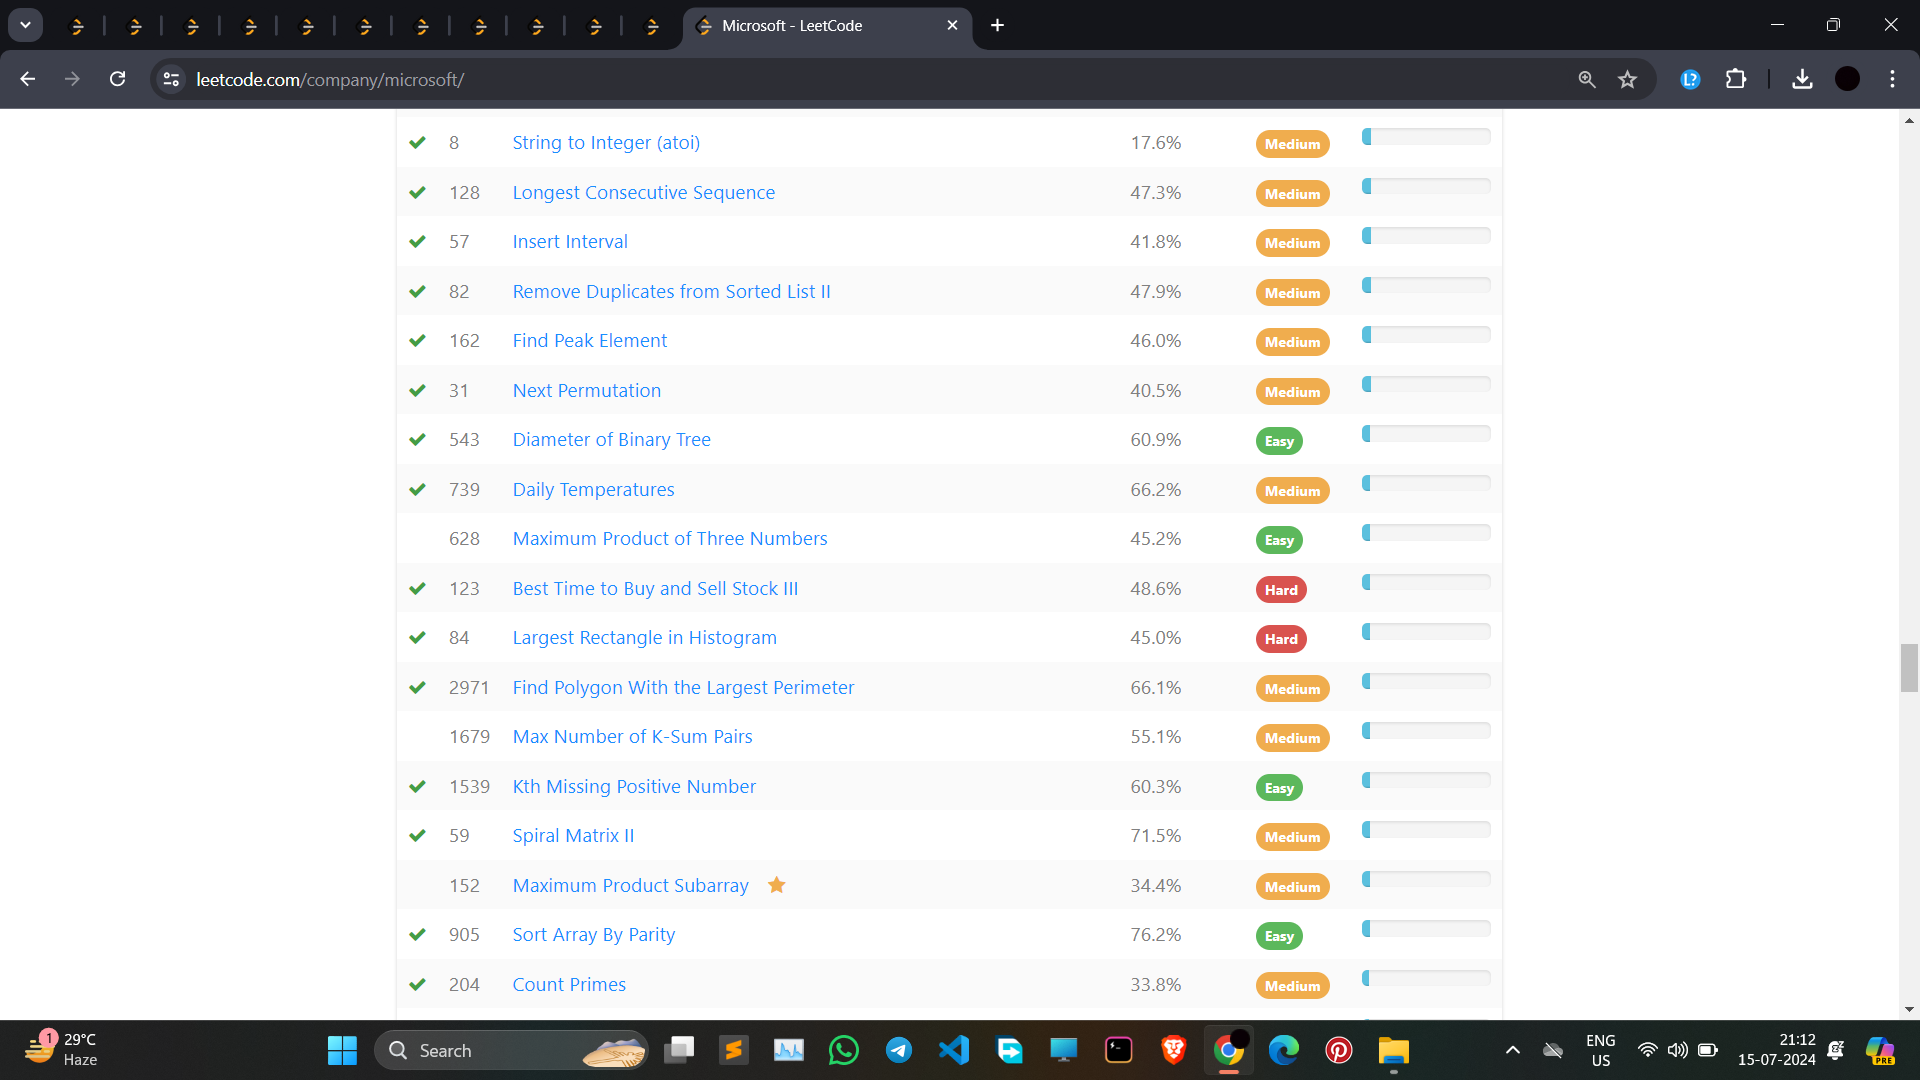 Microsoft - LeetCode
leetcode.com/company/microsoft/
8 String to Integer (atoi) 17.6% Medium
128 Longest Consecutive Sequence 47.3% Medium
57 Insert Interval 41.8% Medium
82 Remove Duplicates from Sorted List II 47.9% Medium
162 Find Peak Element 46.0% Medium
31 Next Permutation 40.5% Medium
543 Diameter of Binary Tree 60.9% Easy
739 Daily Temperatures 66.2% Medium
628 Maximum Product of Three Numbers 45.2% Easy
123 Best Time to Buy and Sell Stock III 48.6% Hard
84 Largest Rectangle in Histogram 45.0% Hard
2971 Find Polygon With the Largest Perimeter 66.1% Medium
1679 Max Number of K-Sum Pairs 55.1% Medium
1539 Kth Missing Positive Number 60.3% Easy
59 Spiral Matrix II 71.5% Medium
152 Maximum Product Subarray 34.4% Medium
905 Sort Array By Parity 76.2% Easy
204 Count Primes 33.8% Medium
1 29°C Search ENG 21:12
Haze US 15-07-2024 PRE